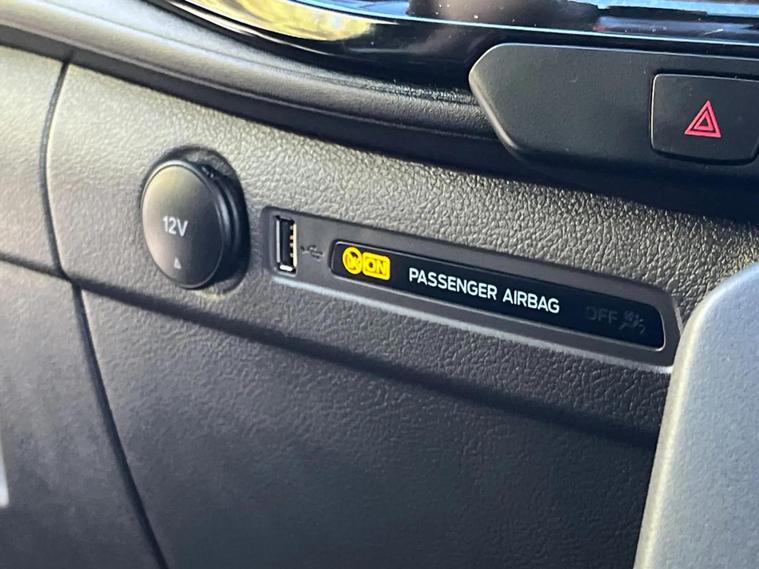 12V
ON PASSENGER AIRBAG OFF